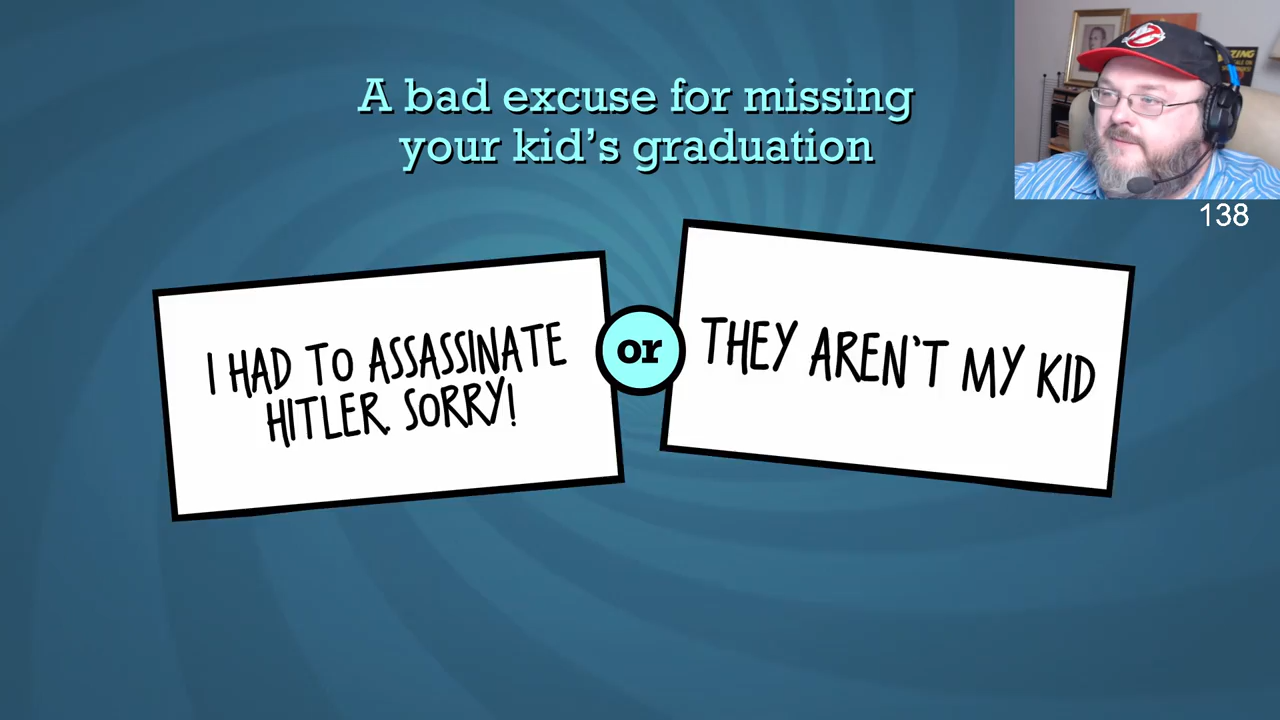 A bad excuse for missing
your kid's graduation
138
I HAD TO ASSASSINATE
HITLER. SORRY!
or
THEY AREN'T MY KID